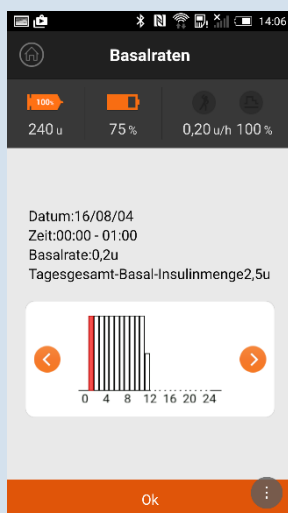 14:06
Basalraten
100%
240 u 75 % 0,20 u/h 100 %
Datum:16/08/04
Zeit:00:00 - 01:00
Basalrate:0,2u
Tagesgesamt-Basal-Insulinmenge2,5u
0 4 8 12 16 20 24
Ok